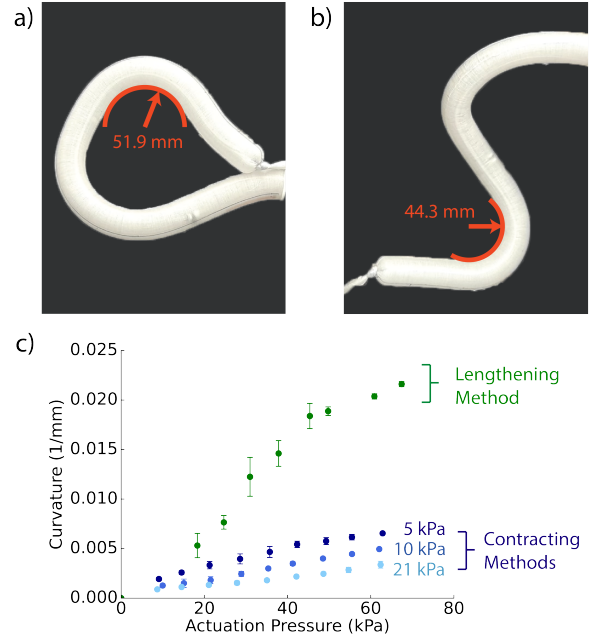 a)
b)
51.9 mm
44.3 mm
c)
0.025
0.020
0.015
0.010
0.005
0.000
Curvature (1/mm)
0
20
40
60
80
Actuation Pressure (kPa)
Lengthening
Method
5 kPa
10 kPa
21 kPa
Contracting
Methods